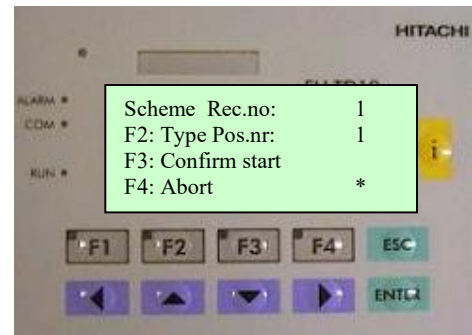 HITACHI
ALARM
COM
RUN
Scheme Rec.no: 1
F2: Type Pos.nr: 1
F3: Confirm start
F4: Abort *
i
F1 F2 F3 F4 ESC
ENTER